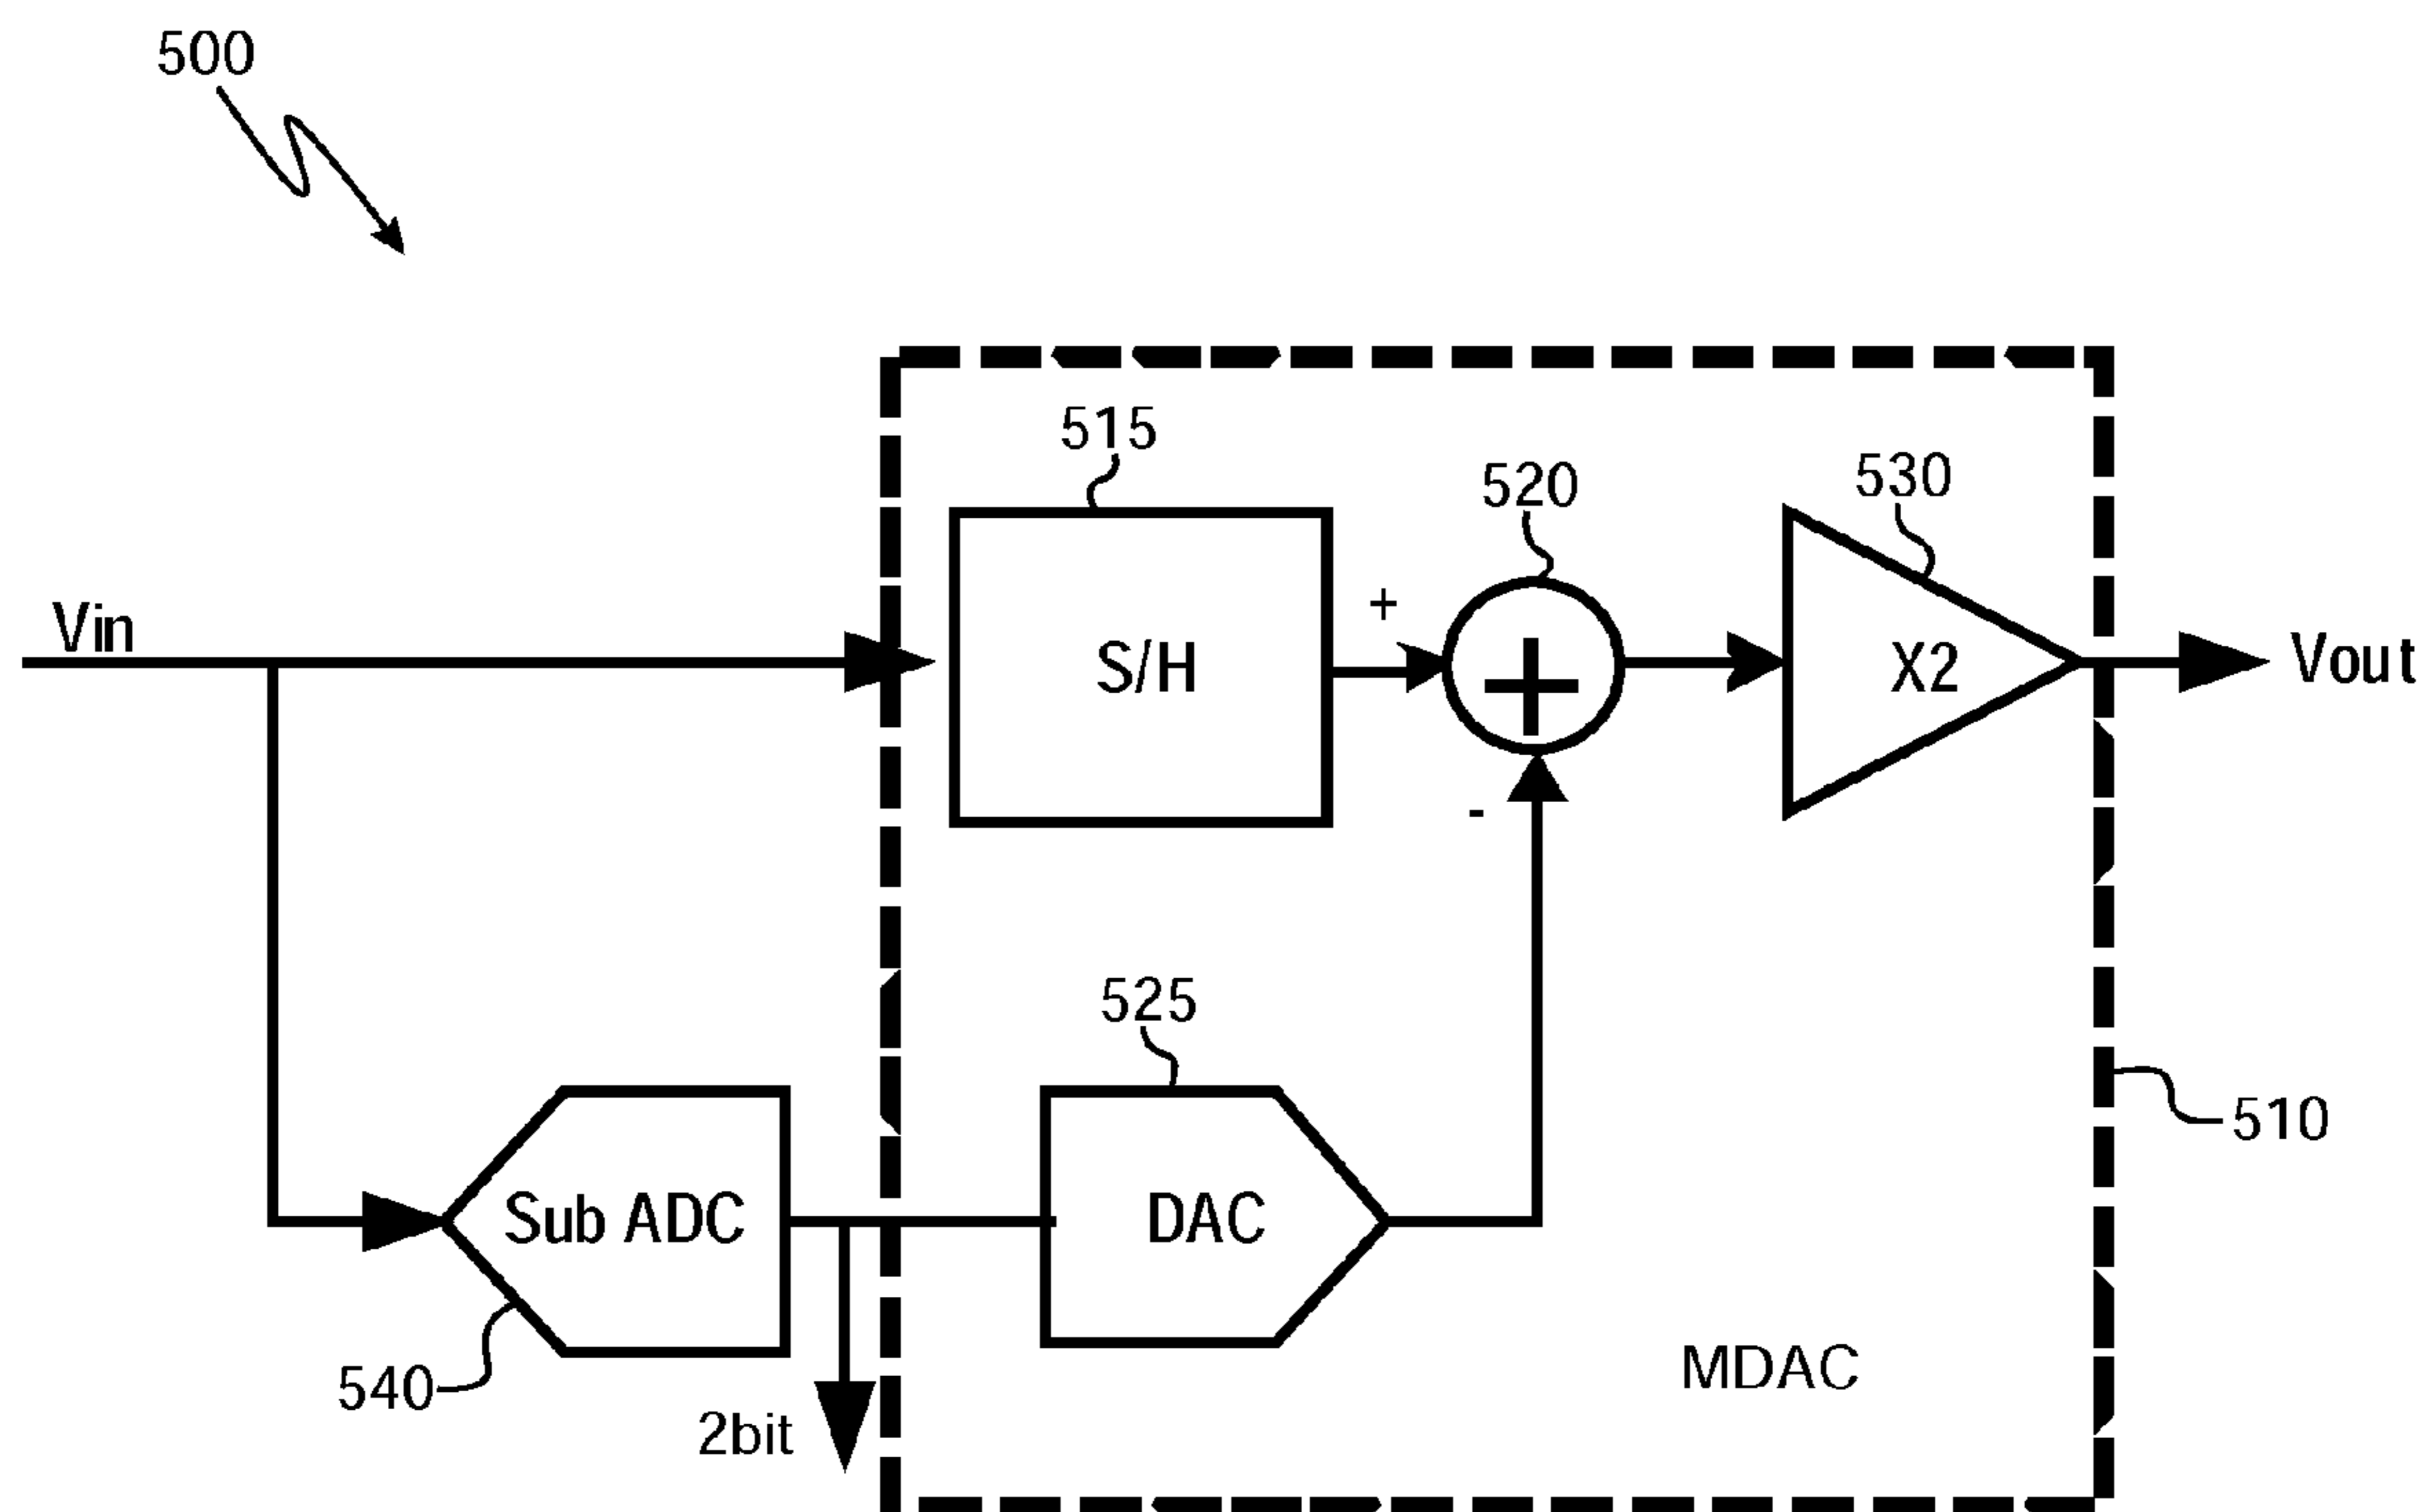 500
515
520
530
Vin
+
S/H
X2
Vout
-
525
510
Sub ADC
DAC
540
MDAC
2bit